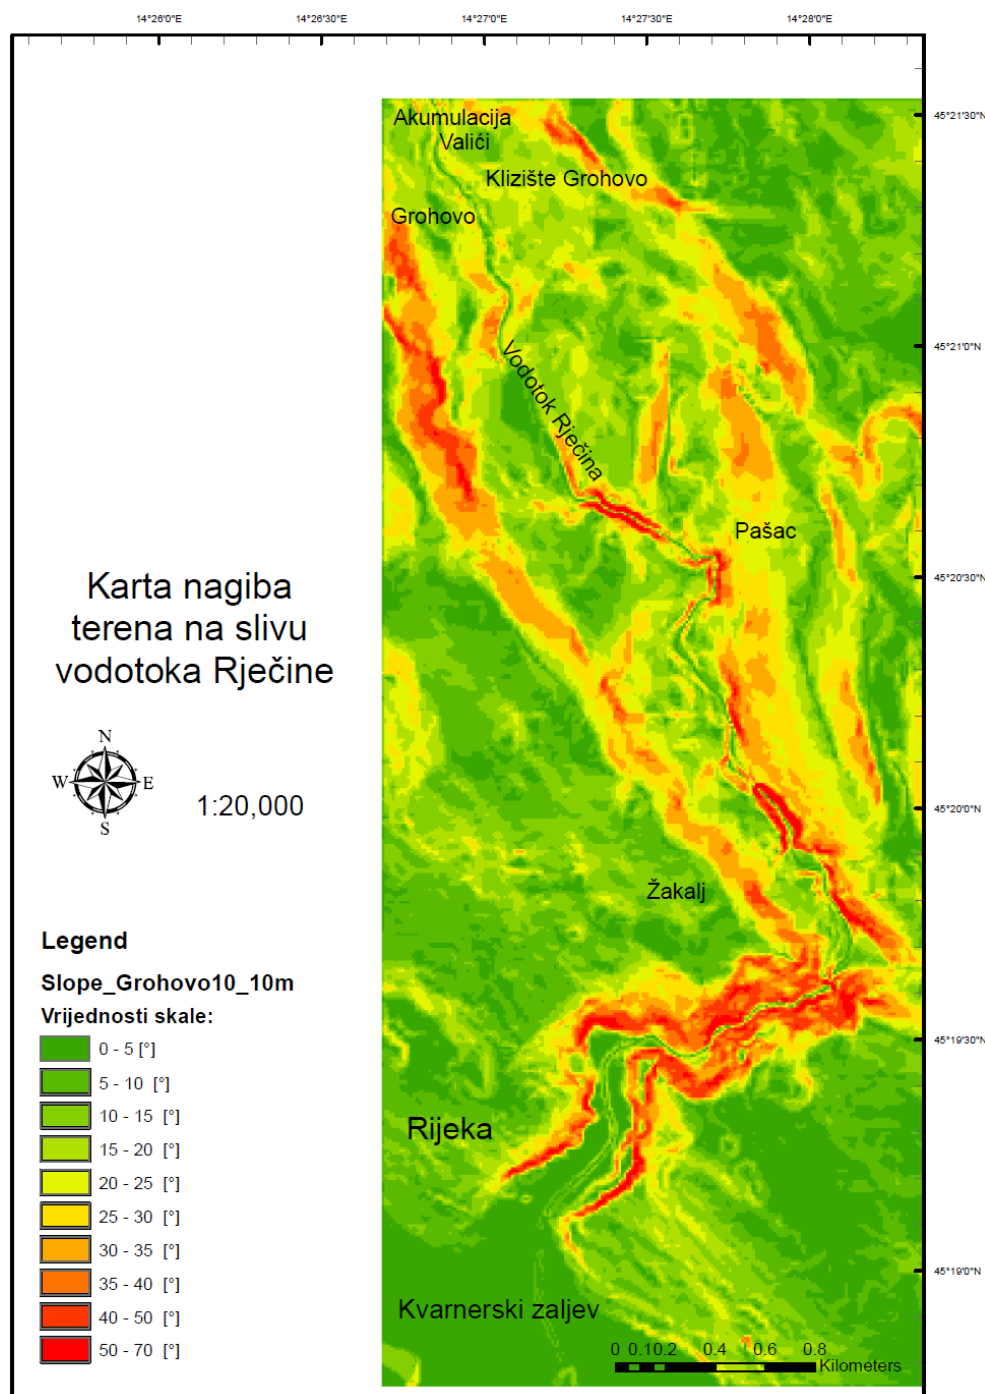 14°26'0"E
14°26'30"E
14°27'0"E
14°27'30"E
14°28'0"E
45°21'30"N
45°21'0"N
45°20'30"N
45°20'0"N
45°19'30"N
45°19'0"N
Akumulacija
Valići
Klizište Grohovo
Grohovo
Vodotok Rječina
Pašac
Žakalj
Rijeka
Kvarnerski zaljev
Karta nagiba
terena na slivu
vodotoka Rječine
N
W
E
S
1:20,000
Legend
Slope_Grohovo10_10m
Vrijednosti skale:
0 - 5 [°]
5 - 10 [°]
10 - 15 [°]
15 - 20 [°]
20 - 25 [°]
25 - 30 [°]
30 - 35 [°]
35 - 40 [°]
40 - 50 [°]
50 - 70 [°]
0 0.10.2 0.4 0.6 0.8
Kilometers